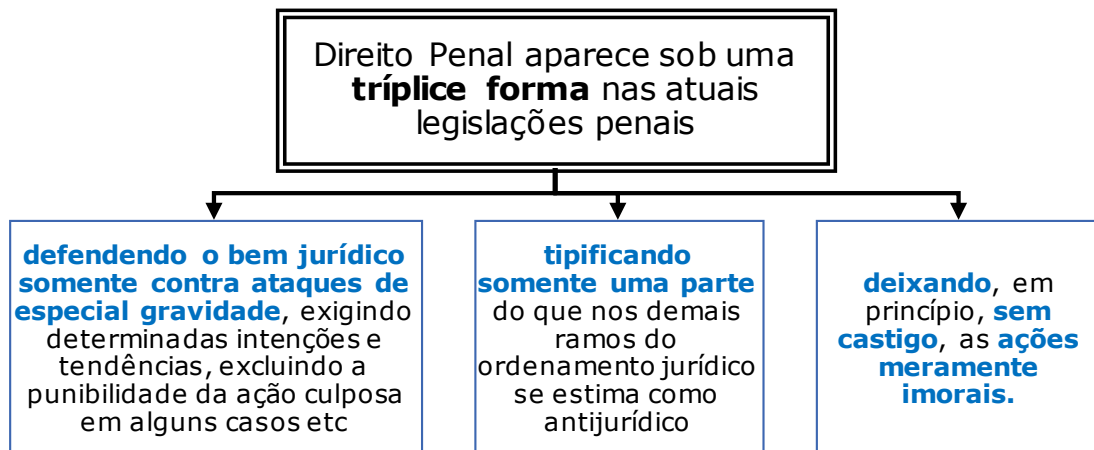 Direito Penal aparece sob uma
tríplice forma nas atuais
legislações penais
defendendo o bem jurídico
somente contra ataques de
especial gravidade, exigindo
determinadas intenções e
tendências, excluindo a
punibilidade da ação culposa
em alguns casos etc
tipificando
somente uma parte
do que nos demais
ramos do
ordenamento jurídico
se estima como
antijurídico
deixando, em
princípio, sem
castigo, as ações
meramente
imorais.